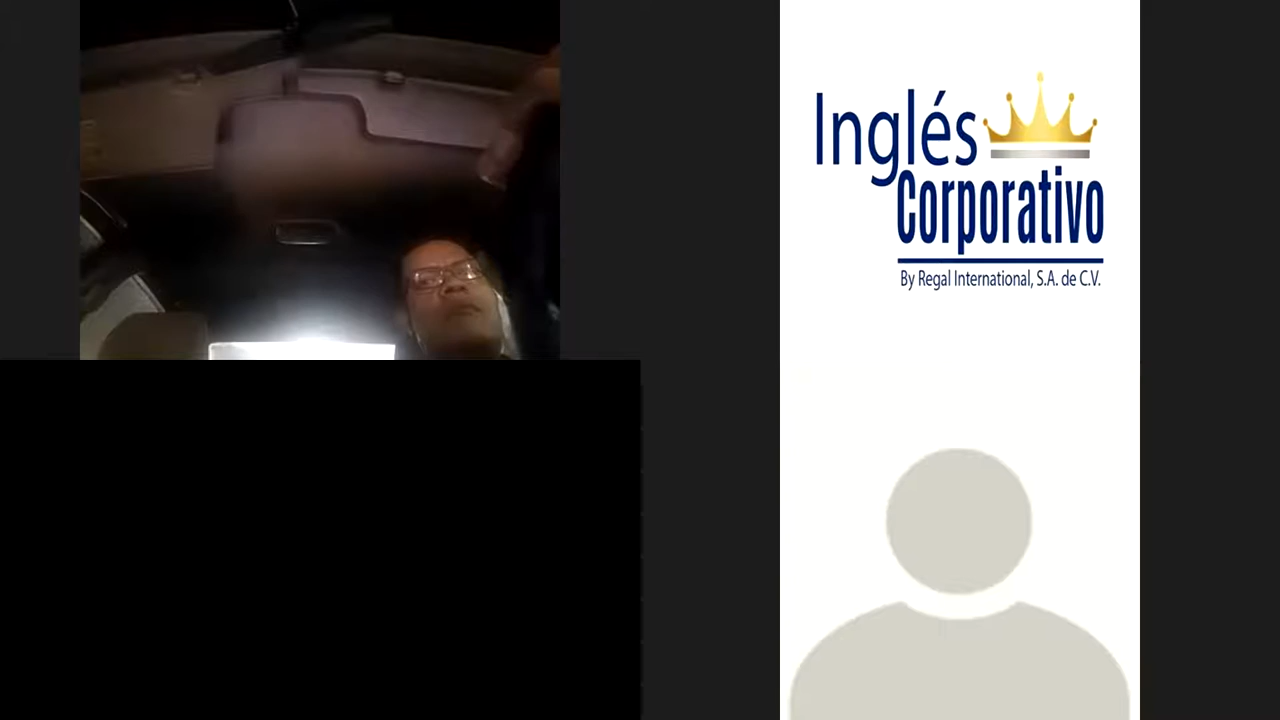 Inglés
Corporativo
By Regal International, S.A. de C.V.